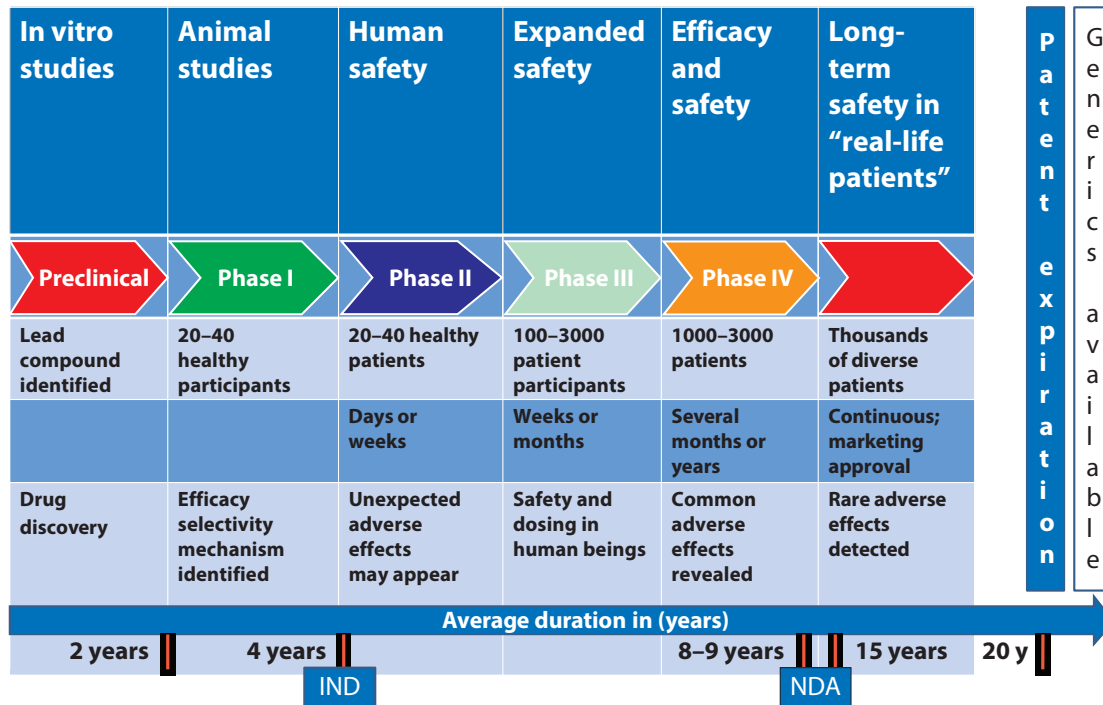 In vitro
studies
Animal
studies
Human
safety
Expanded
safety
Efficacy
and
safety
Long-
term
safety in
“real-life
patients”
Preclinical
Phase I
Phase II
Phase III
Phase IV
Lead
compound
identified
20–40
healthy
participants
20–40 healthy
patients
100–3000
patient
participants
1000–3000
patients
Thousands
of diverse
patients
Days or
weeks
Weeks or
months
Several
months or
years
Continuous;
marketing
approval
Drug
discovery
Efficacy
selectivity
mechanism
identified
Unexpected
adverse
effects
may appear
Safety and
dosing in
human beings
Common
adverse
effects
revealed
Rare adverse
effects
detected
Average duration in (years)
2 years
4 years
8–9 years
15 years
20 y
IND
NDA
Patent expiration
Generics available